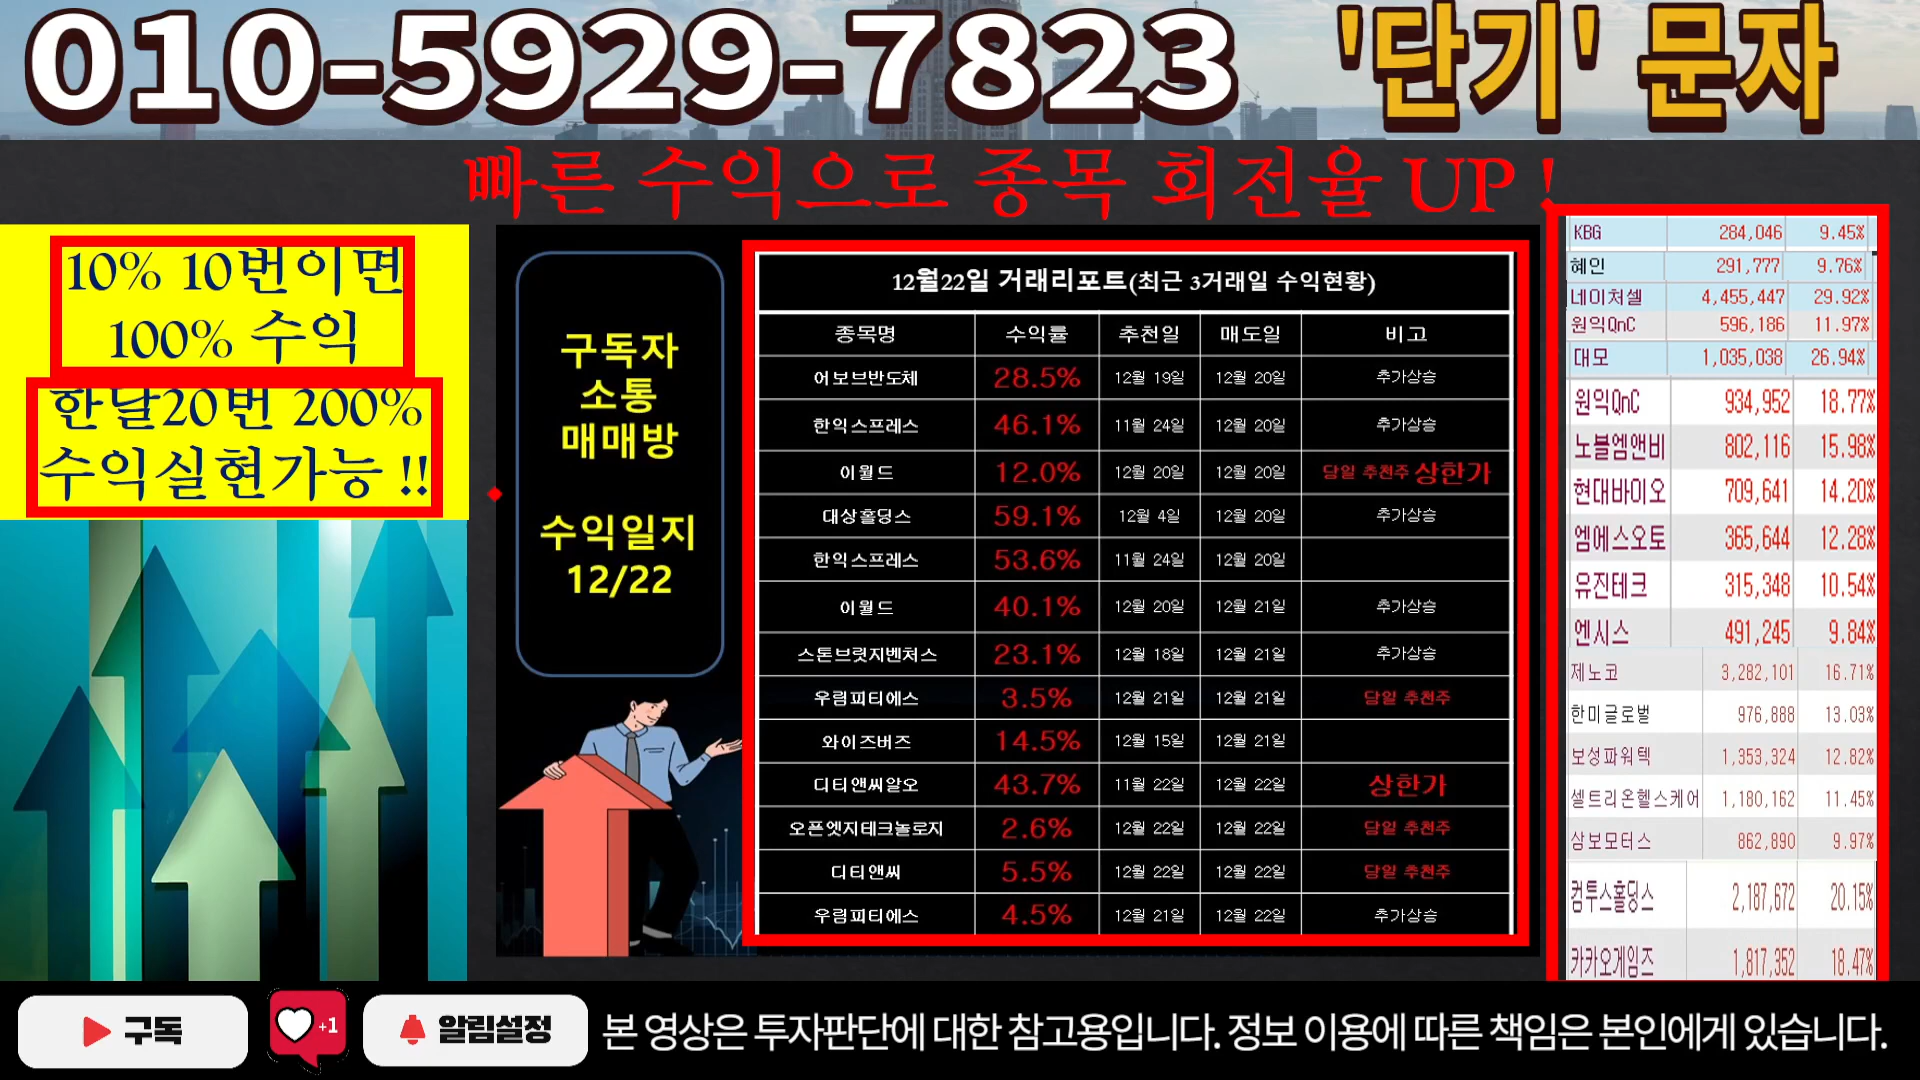 010-5929-7823 '단기' 문자
빠른 수익으로 종목 회전율 UP !
10% 10번이면
100% 수익
한달20번 200%
수익실현가능 !!
구독자
소통
매매방
수익일지
12/22
12월22일 거래리포트(최근 3거래일 수익현황)
종목명 수익률 추천일 매도일 비고
어보브반도체 28.5% 12월 19일 12월 20일 추가상승
한익스프레스 46.1% 11월 24일 12월 20일 추가상승
이월드 12.0% 12월 20일 12월 20일 당일 추천주 상한가
대상홀딩스 59.1% 12월 4일 12월 20일 추가상승
한익스프레스 53.6% 11월 24일 12월 20일
이월드 40.1% 12월 20일 12월 21일 추가상승
스톤브릿지벤처스 23.1% 12월 18일 12월 21일 추가상승
우림피티에스 3.5% 12월 21일 12월 21일 당일 추천주
와이즈버즈 14.5% 12월 15일 12월 21일
디티앤씨알오 43.7% 11월 22일 12월 22일 상한가
오픈엣지테크놀로지 2.6% 12월 22일 12월 22일 당일 추천주
디티앤씨 5.5% 12월 22일 12월 22일 당일 추천주
우림피티에스 4.5% 12월 21일 12월 22일 추가상승
KBG 284,046 9.45%
혜인 291,777 9.76%
네이처셀 4,455,447 29.92%
원익QnC 596,186 11.97%
대모 1,035,038 26.94%
원익QnC 934,952 18.77%
노블엠앤비 802,116 15.98%
현대바이오 709,641 14.20%
엠에스오토 365,644 12.28%
유진테크 315,348 10.54%
엔시스 491,245 9.84%
제노코 3,282,101 16.71%
한미글로벌 976,888 13.03%
보성파워텍 1,353,324 12.82%
셀트리온헬스케어 1,180,162 11.45%
삼보모터스 862,890 9.97%
컴투스홀딩스 2,187,672 20.15%
카카오게임즈 1,817,352 18.47%
구독 +1 알림설정 본 영상은 투자판단에 대한 참고용입니다. 정보 이용에 따른 책임은 본인에게 있습니다.